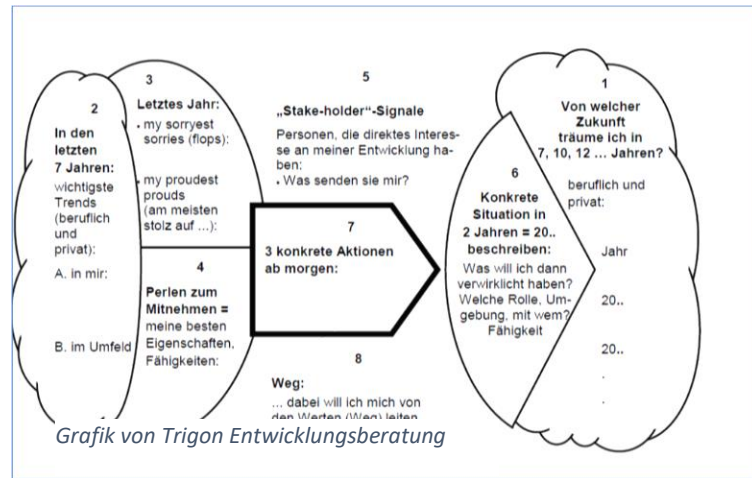 1
Von welcher
Zukunft
träume ich in
7, 10, 12 ... Jahren?
beruflich und
privat:
Jahr
20..
20..
.
.
2
In den
letzten
7 Jahren:
wichtigste
Trends
(beruflich
und
privat):
A. in mir:
B. im Umfeld
3
Letztes Jahr:
. my sorryest
sorries (flops):
. my proudest
prouds
(am meisten
stolz auf ...):
4
Perlen zum
Mitnehmen =
meine besten
Eigenschaften,
Fähigkeiten:
5
„Stake-holder“-Signale
Personen, die direktes Interes-
se an meiner Entwicklung ha-
ben:
. Was senden sie mir?
6
Konkrete
Situation in
2 Jahren = 20..
beschreiben:
Was will ich dann
verwirklicht haben?
Welche Rolle, Um-
gebung, mit wem?
Fähigkeit
7
3 konkrete Aktionen
ab morgen:
8
Weg:
... dabei will ich mich von
den Werten (Weg) leiten
Grafik von Trigon Entwicklungsberatung